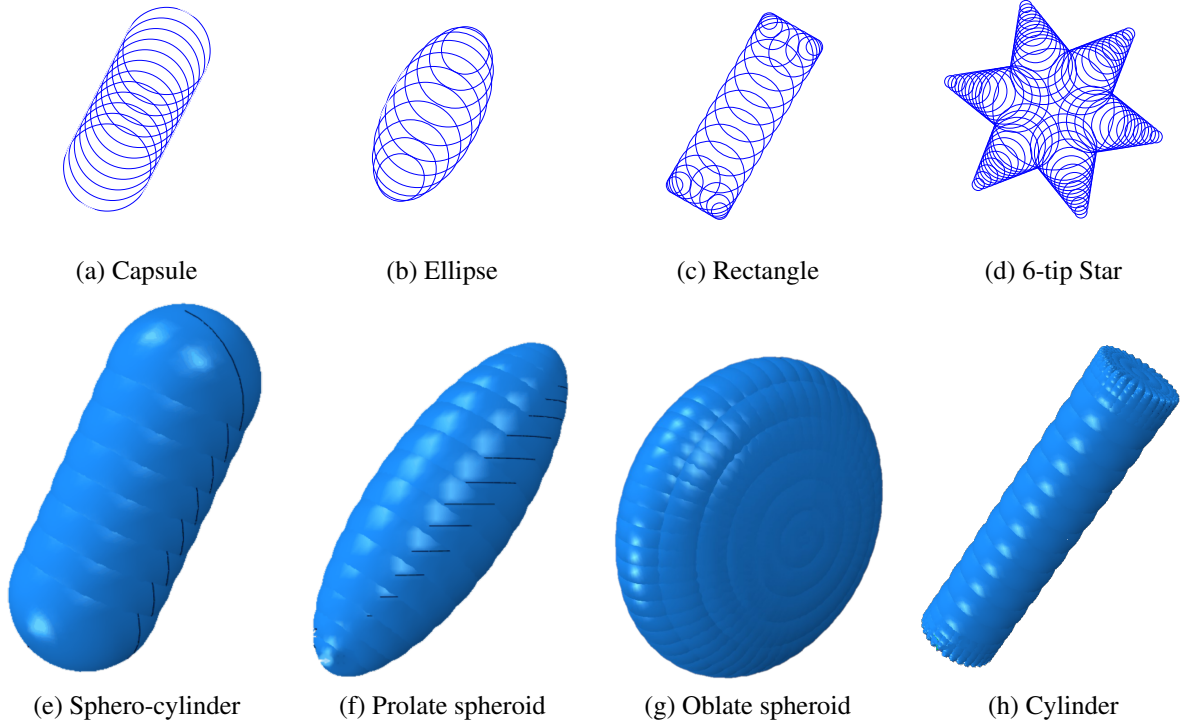 (a) Capsule
(b) Ellipse
(c) Rectangle
(d) 6-tip Star
(e) Sphero-cylinder
(f) Prolate spheroid
(g) Oblate spheroid
(h) Cylinder